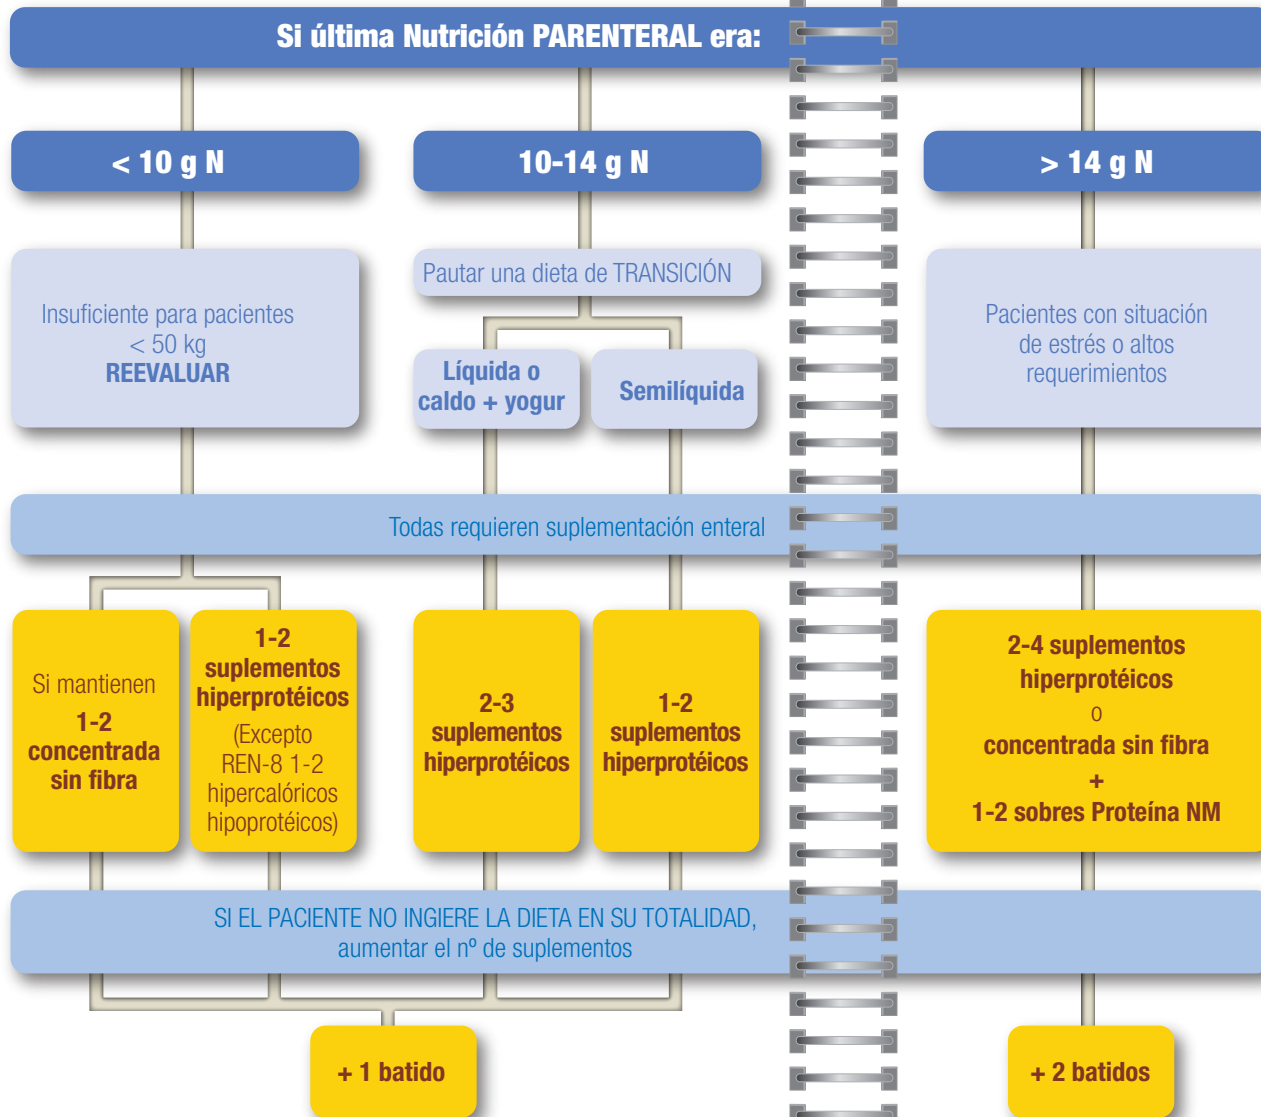 Si última Nutrición PARENTERAL era:
< 10 g N
10-14 g N
> 14 g N
Insuficiente para pacientes
< 50 kg
REEVALUAR
Pautar una dieta de TRANSICIÓN
Líquida o
caldo + yogur
Semilíquida
Pacientes con situación
de estrés o altos
requerimientos
Todas requieren suplementación enteral
Si mantienen
1-2
concentrada
sin fibra
1-2
suplementos
hiperprotéicos
(Excepto
REN-8 1-2
hipercalóricos
hipoprotéicos)
2-3
suplementos
hiperprotéicos
1-2
suplementos
hiperprotéicos
2-4 suplementos
hiperprotéicos
o
concentrada sin fibra
+
1-2 sobres Proteína NM
SI EL PACIENTE NO INGIERE LA DIETA EN SU TOTALIDAD,
aumentar el nº de suplementos
+ 1 batido
+ 2 batidos